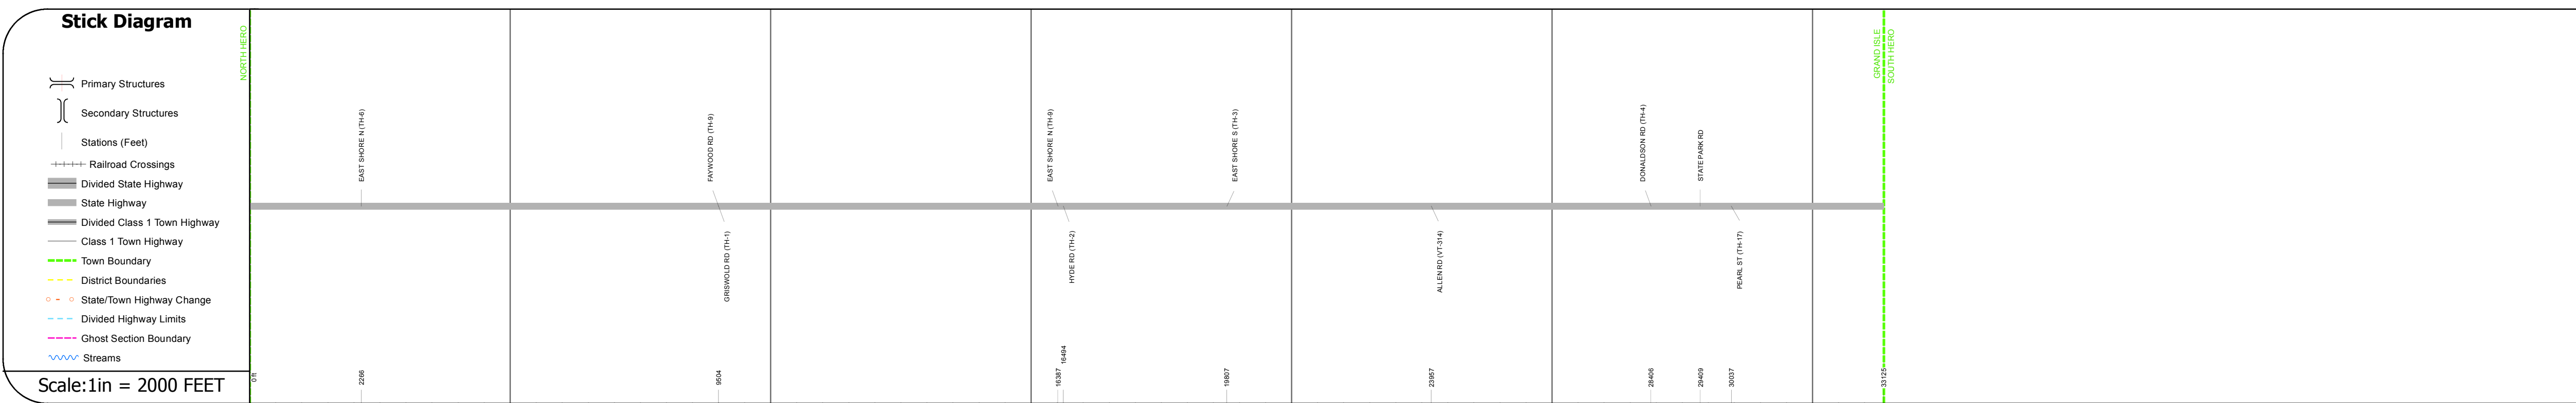 Stick Diagram
Primary Structures
Secondary Structures
Stations (Feet)
Railroad Crossings
Divided State Highway
State Highway
Divided Class 1 Town Highway
Class 1 Town Highway
Town Boundary
District Boundaries
State/Town Highway Change
Divided Highway Limits
Ghost Section Boundary
Streams
Scale:1in = 2000 FEET
NORTH HERO
EAST SHORE N (TH-6)
FAYWOOD RD (TH-9)
GRISWOLD RD (TH-1)
EAST SHORE N (TH-9)
HYDE RD (TH-2)
EAST SHORE S (TH-3)
ALLEN RD (VT-314)
DONALDSON RD (TH-4)
STATE PARK RD
PEARL ST (TH-17)
GRAND ISLE
SOUTH HERO
0 ft
2266
9504
16387
16494
19807
23957
28406
29409
30037
33125